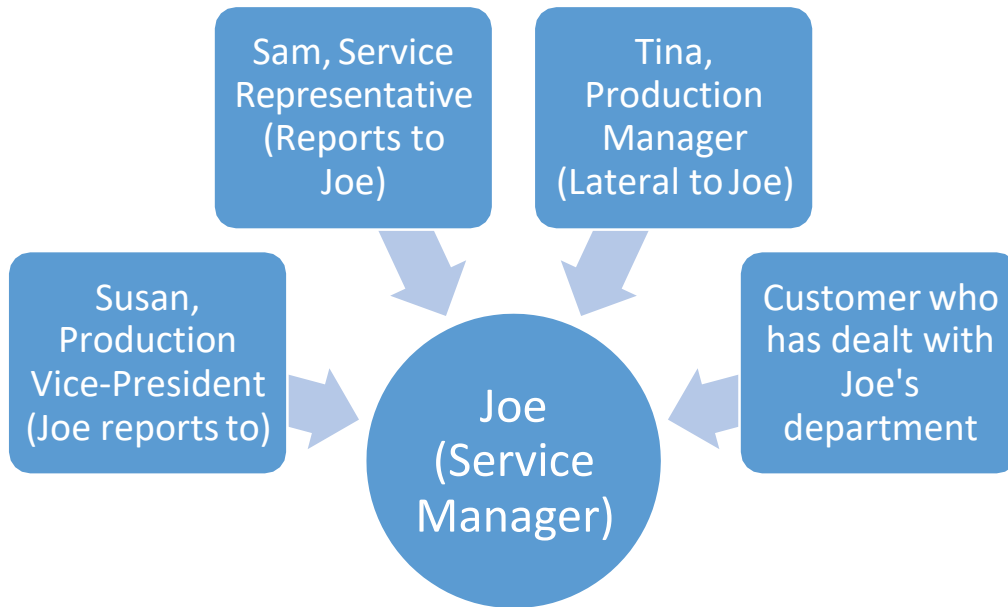 Sam, Service
Representative
(Reports to
Joe)
Tina,
Production
Manager
(Lateral to Joe)
Susan,
Production
Vice-President
(Joe reports to)
Customer who
has dealt with
Joe's
department
Joe
(Service
Manager)